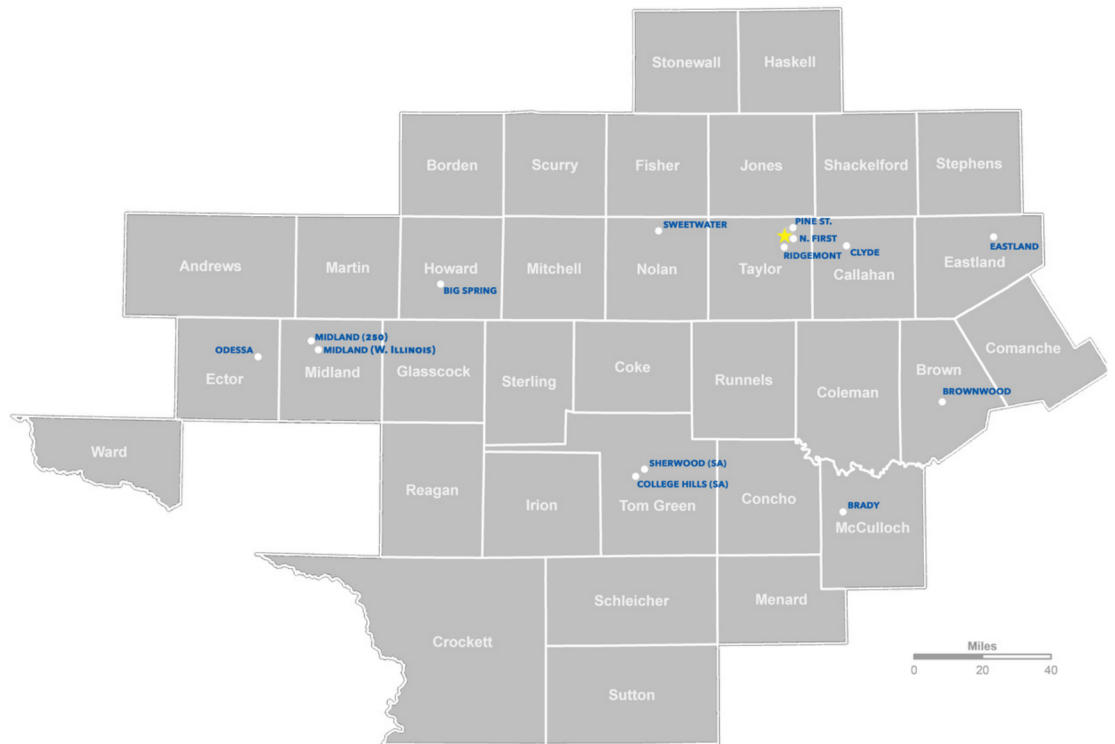 Stonewall
Haskell
Borden
Scurry
Fisher
Jones
Shackelford
Stephens
SWEETWATER
PINE ST.
N. FIRST
RIDGEMONT
CLYDE
EASTLAND
Andrews
Martin
Howard
Mitchell
Nolan
Taylor
Callahan
Eastland
BIG SPRING
MIDLAND (250)
MIDLAND (W. ILLINOIS)
ODESSA
Ector
Midland
Glasscock
Sterling
Coke
Runnels
Coleman
Brown
Comanche
BROWNWOOD
Ward
SHERWOOD (SA)
COLLEGE HILLS (SA)
Reagan
Irion
Tom Green
Concho
BRADY
McCulloch
Crockett
Schleicher
Menard
Sutton
Miles
0 20 40